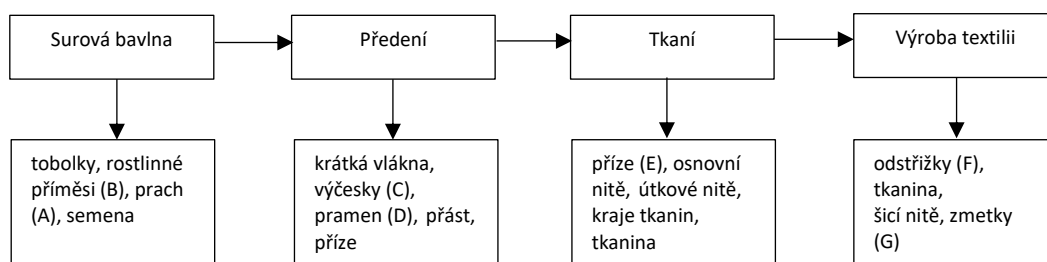 Surová bavlna
Předení
Tkaní
Výroba textilii
tobolky, rostlinné
příměsi (B), prach
(A), semena
krátká vlákna,
výčesky (C),
pramen (D), přást,
příze
příze (E), osnovní
nitě, útkové nitě,
kraje tkanin,
tkanina
odstřižky (F),
tkanina,
šicí nitě, zmetky
(G)